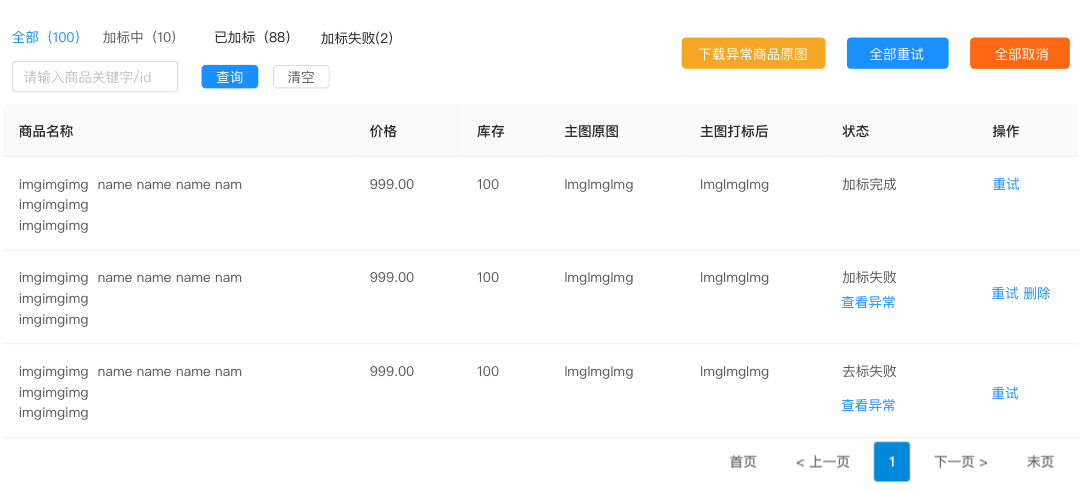 全部（100） 加标中（10） 已加标（88） 加标失败(2)
下载异常商品原图 全部重试 全部取消
请输入商品关键字/id 查询 清空
商品名称 价格 库存 主图原图 主图打标后 状态 操作
imgimgimg name name name nam 999.00 100 ImgImgImg ImgImgImg 加标完成 重试
imgimgimg
imgimgimg
imgimgimg name name name nam 999.00 100 ImgImgImg ImgImgImg 加标失败
imgimgimg 查看异常 重试 删除
imgimgimg
imgimgimg name name name nam 999.00 100 ImgImgImg ImgImgImg 去标失败
imgimgimg 查看异常 重试
imgimgimg
首页 < 上一页 1 下一页 > 末页